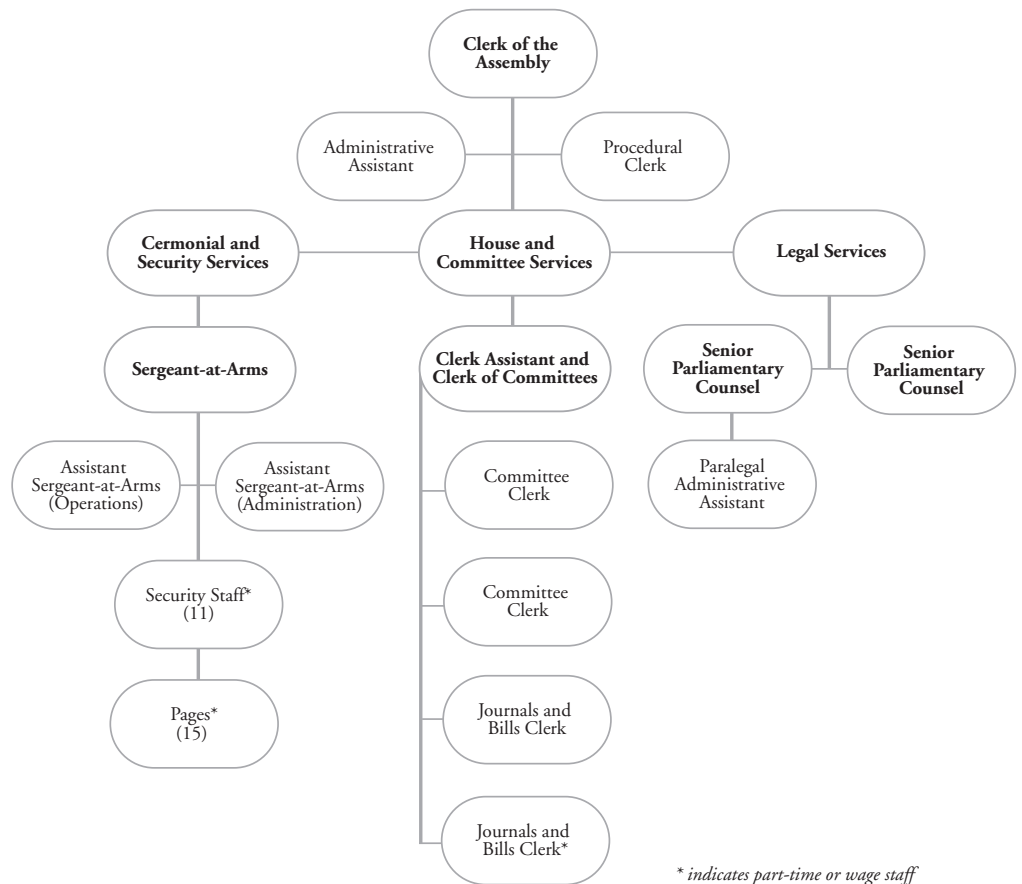 Clerk of the
Assembly
Administrative
Assistant
Procedural
Clerk
Cermonial and
Security Services
House and
Committee Services
Legal Services
Sergeant-at-Arms
Clerk Assistant and
Clerk of Committees
Senior
Parliamentary
Counsel
Senior
Parliamentary
Counsel
Assistant
Sergeant-at-Arms
(Operations)
Assistant
Sergeant-at-Arms
(Administration)
Committee
Clerk
Paralegal
Administrative
Assistant
Security Staff*
(11)
Committee
Clerk
Pages*
(15)
Journals and
Bills Clerk
Journals and
Bills Clerk*
* indicates part-time or wage staff